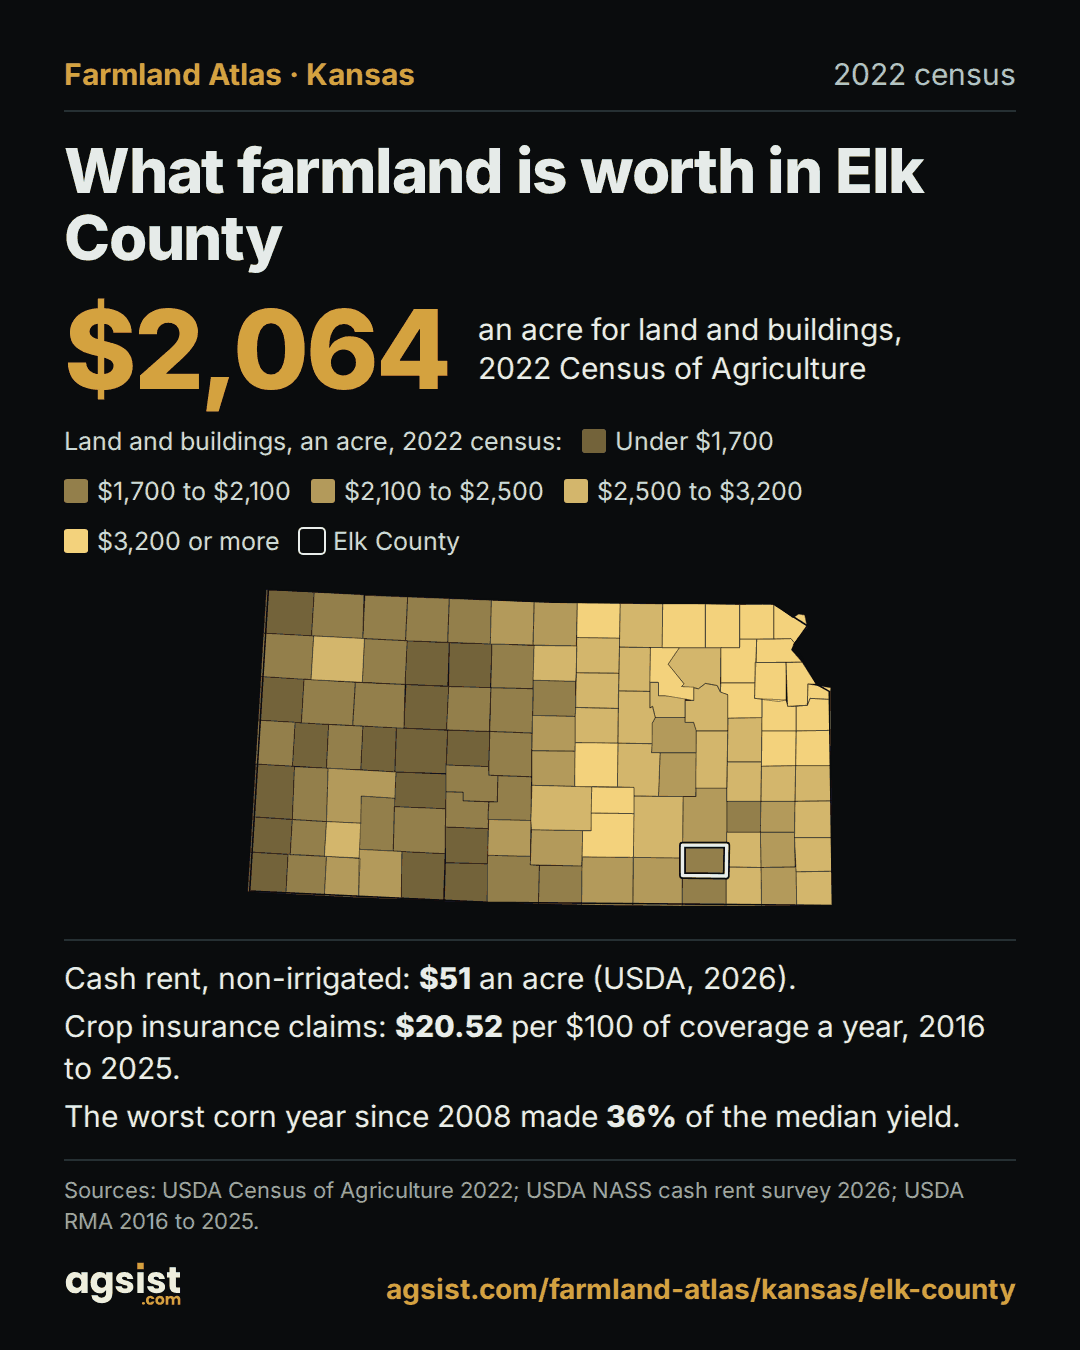 Farmland Atlas · Kansas
2022 census
What farmland is worth in Elk
County
$2,064
an acre for land and buildings,
2022 Census of Agriculture
Land and buildings, an acre, 2022 census: Under $1,700
$1,700 to $2,100 $2,100 to $2,500 $2,500 to $3,200
$3,200 or more Elk County
Cash rent, non-irrigated: $51 an acre (USDA, 2026).
Crop insurance claims: $20.52 per $100 of coverage a year, 2016
to 2025.
The worst corn year since 2008 made 36% of the median yield.
Sources: USDA Census of Agriculture 2022; USDA NASS cash rent survey 2026; USDA
RMA 2016 to 2025.
agsist
.com
agsist.com/farmland-atlas/kansas/elk-county